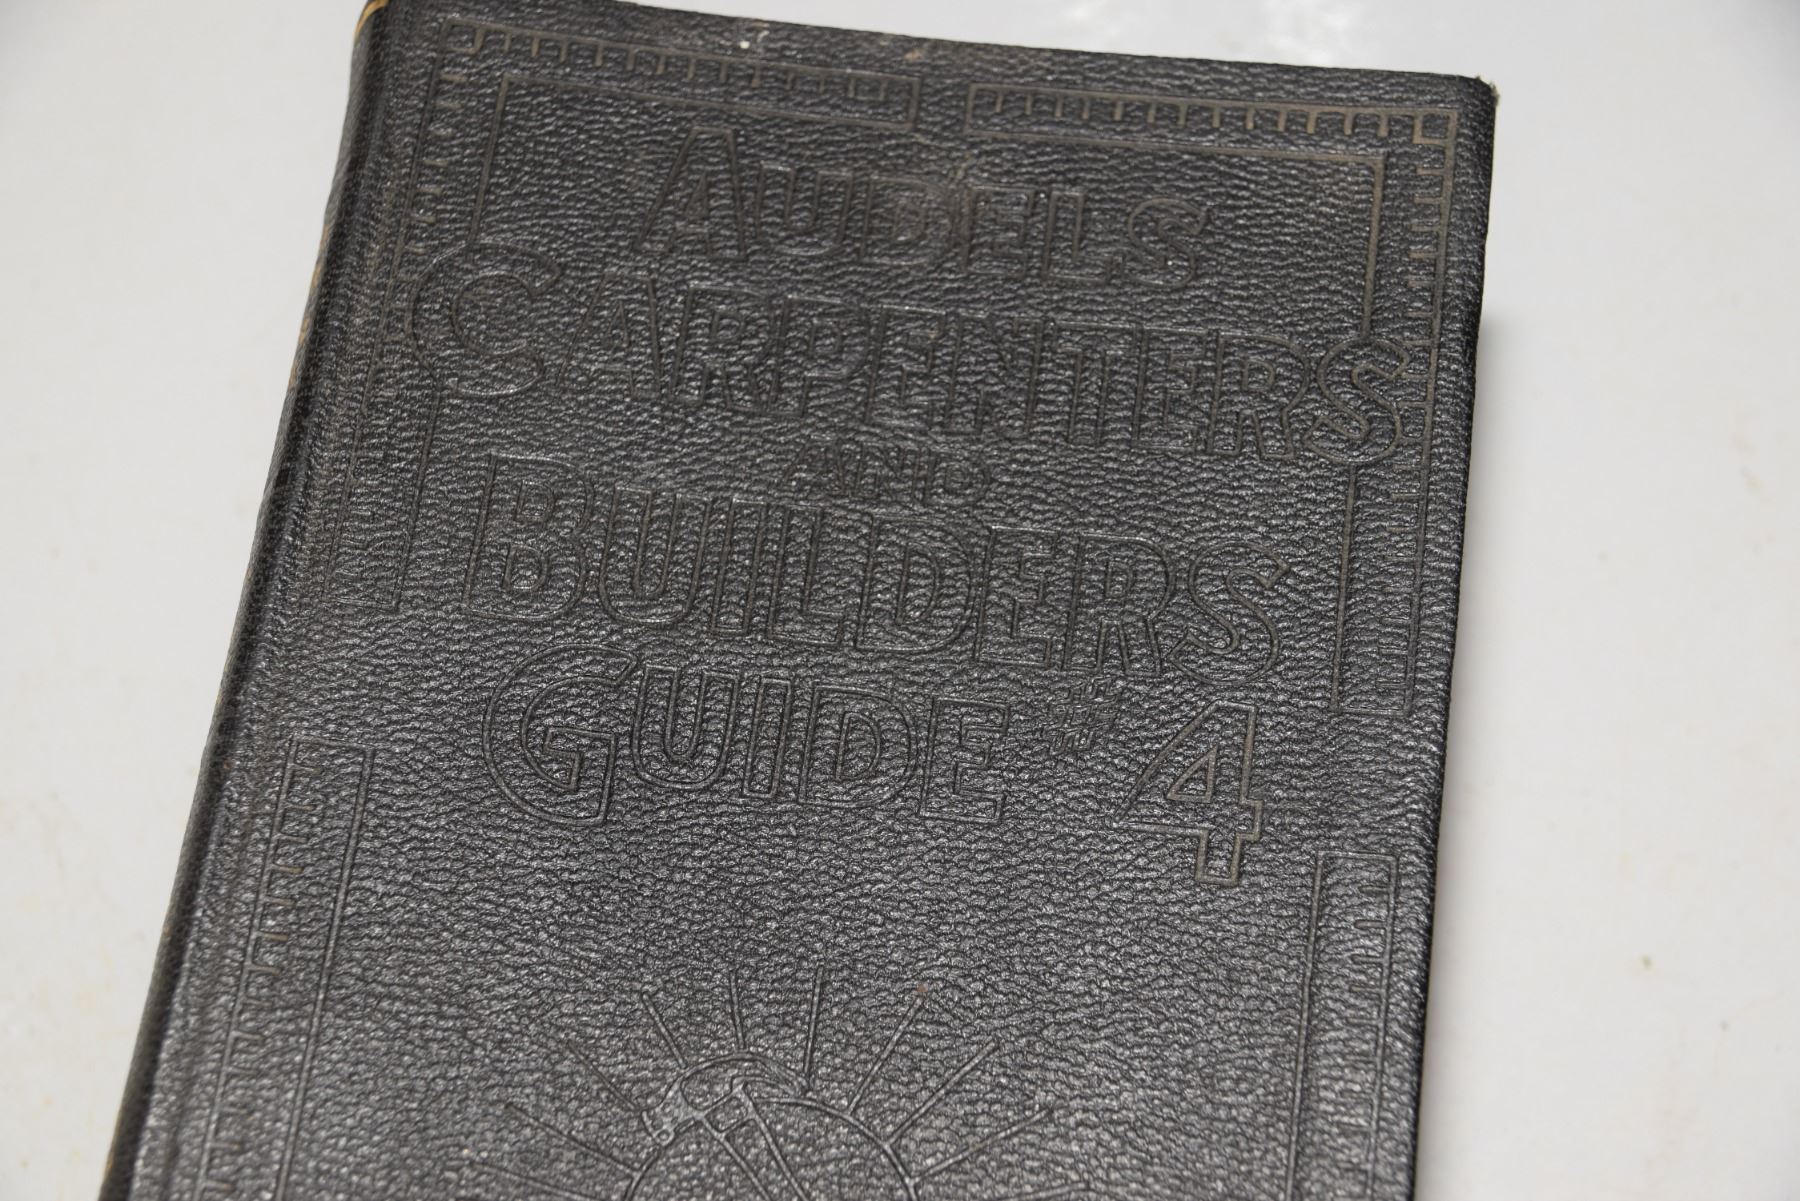 AUDELS
CARPENTERS
AND
BUILDERS
GUIDE #4